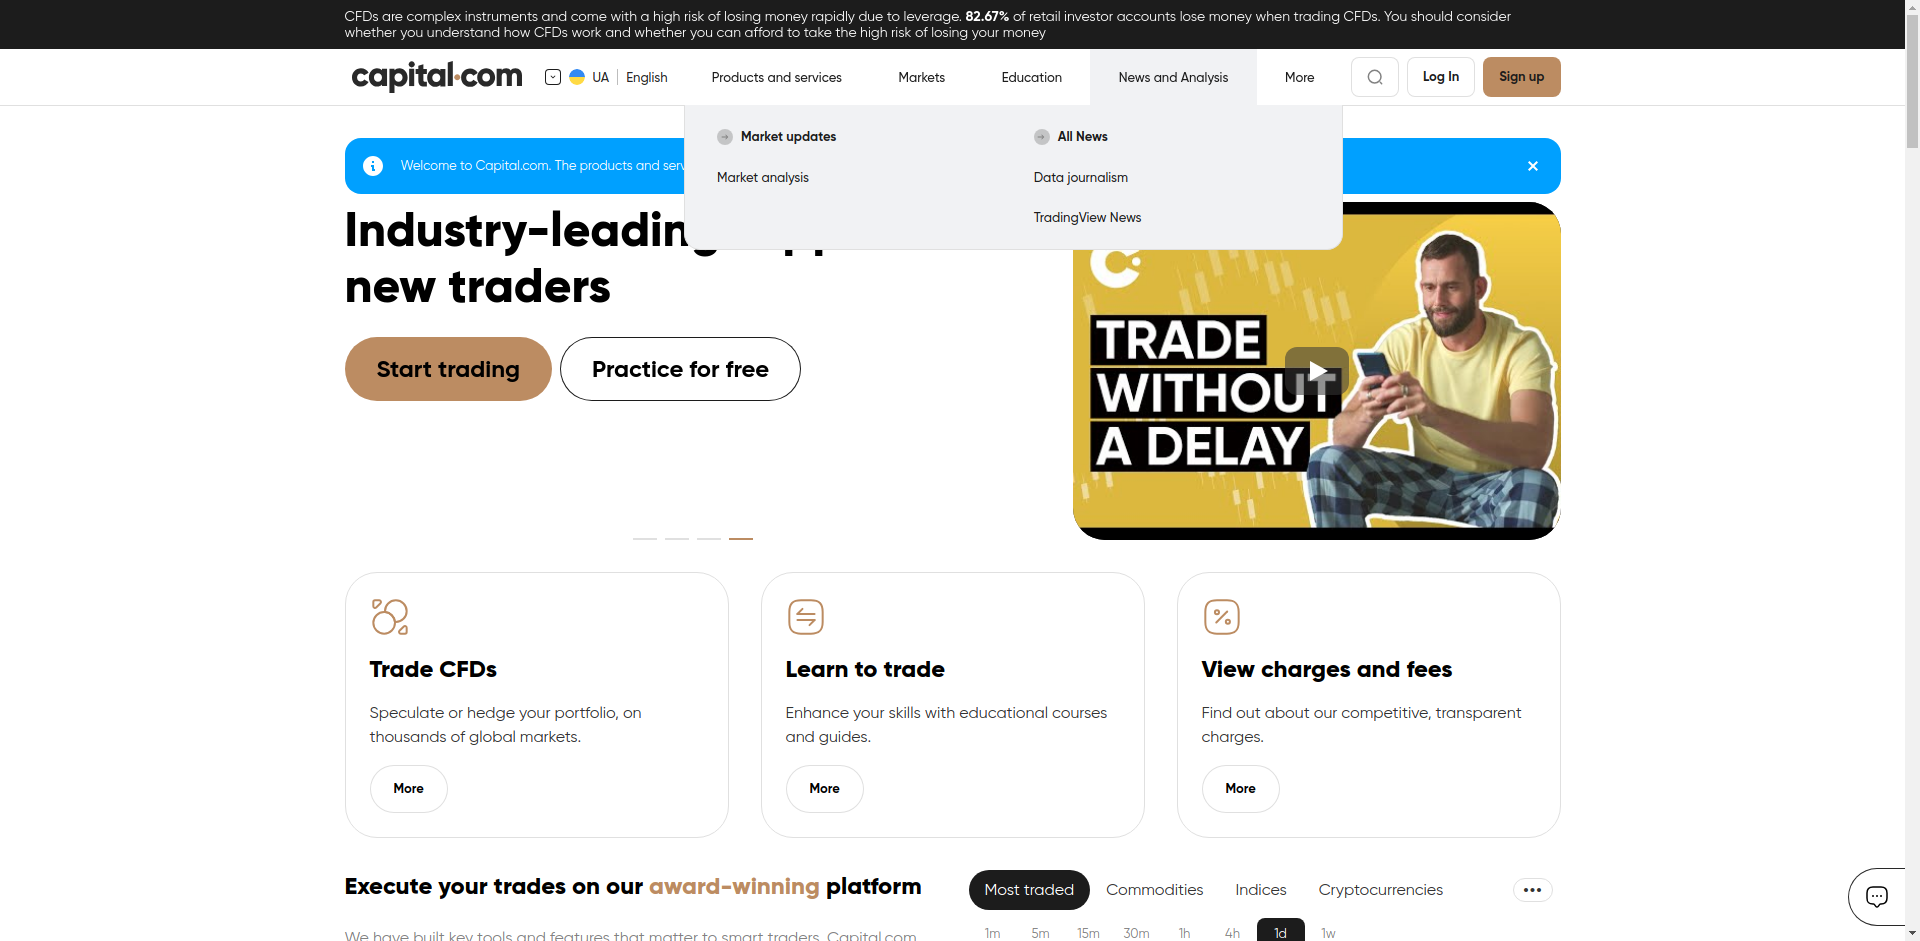 CFDs are complex instruments and come with a high risk of losing money rapidly due to leverage. 82.67% of retail investor accounts lose money when trading CFDs. You should consider
whether you understand how CFDs work and whether you can afford to take the high risk of losing your money
capital.com
UA English
Products and services
Markets
Education
News and Analysis
More
Log In
Sign up
Market updates
All News
Market analysis
Data journalism
TradingView News
Welcome to Capital.com. The products and serv
Industry-leading
new traders
Start trading
Practice for free
TRADE
WITHOUT
A DELAY
Trade CFDs
Speculate or hedge your portfolio, on
thousands of global markets.
More
Learn to trade
Enhance your skills with educational courses
and guides.
More
View charges and fees
Find out about our competitive, transparent
charges.
More
Execute your trades on our award-winning platform
We have built key tools and features that matter to smart traders. Capital.com
Most traded
Commodities
Indices
Cryptocurrencies
1m 5m 15m 30m 1h 4h 1d 1w